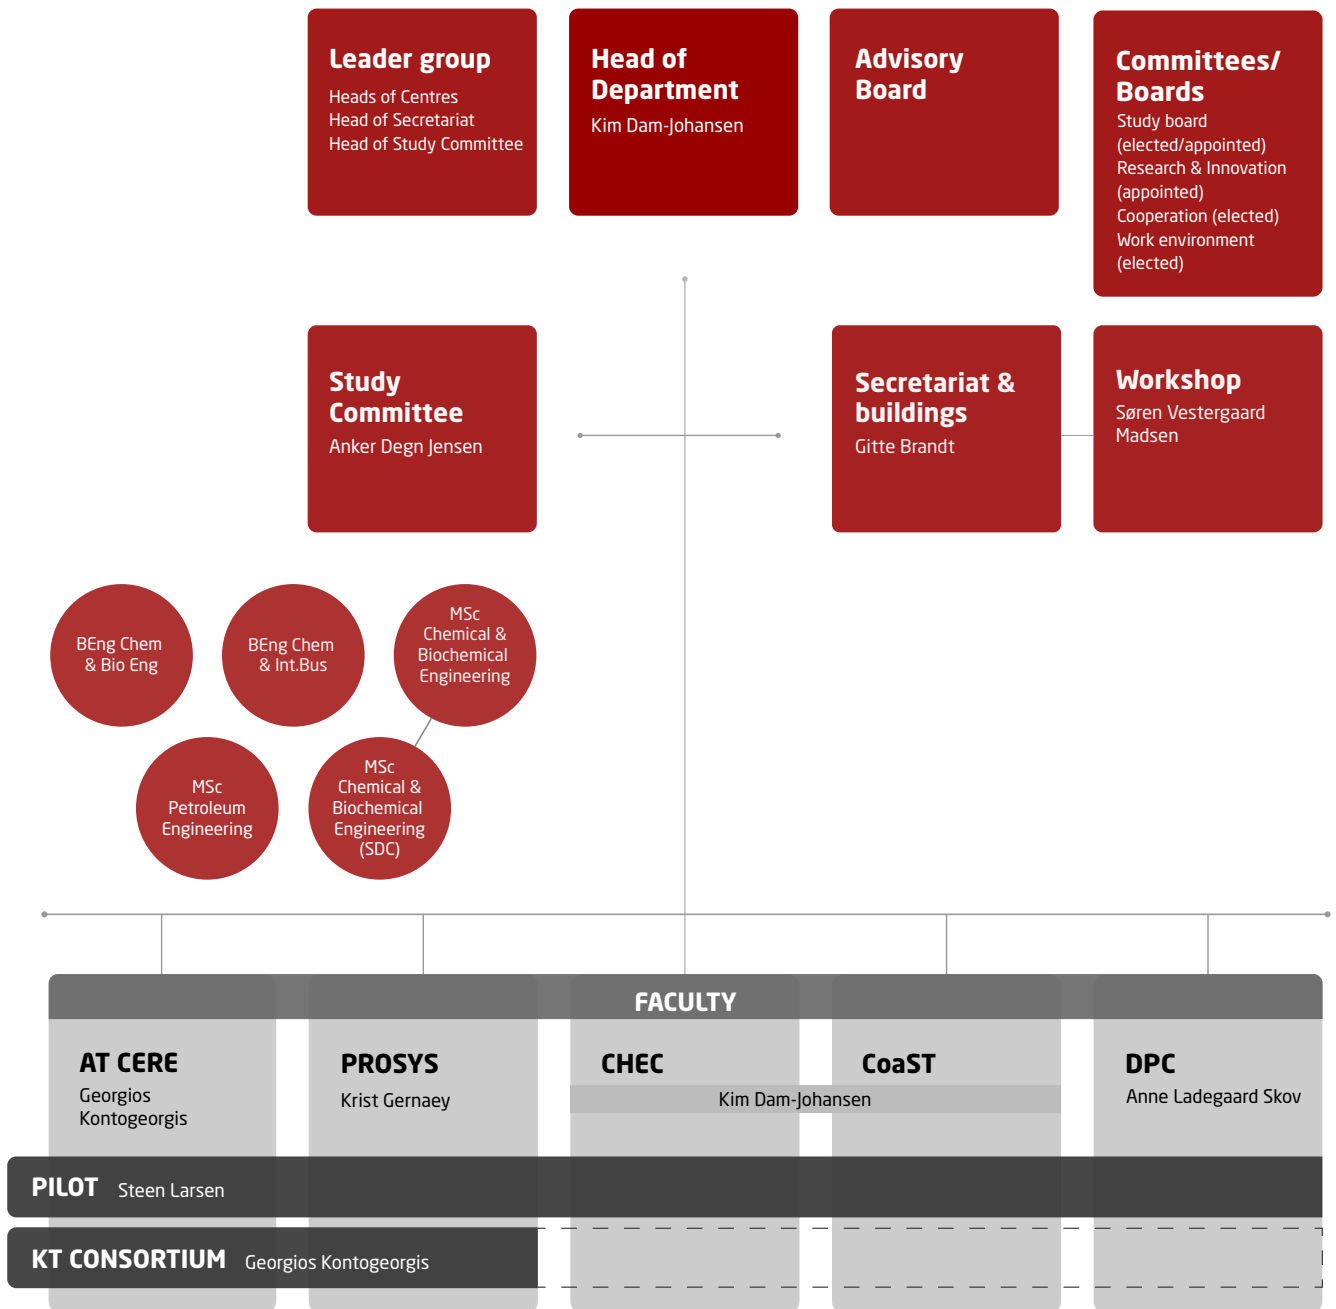 Leader group
Heads of Centres
Head of Secretariat
Head of Study Committee
Head of
Department
Kim Dam-Johansen
Advisory
Board
Committees/
Boards
Study board
(elected/appointed)
Research & Innovation
(appointed)
Cooperation (elected)
Work environment
(elected)
Study
Committee
Anker Degn Jensen
Secretariat &
buildings
Gitte Brandt
Workshop
Søren Vestergaard
Madsen
BEng Chem
& Bio Eng
BEng Chem
& Int.Bus
MSc
Chemical &
Biochemical
Engineering
MSc
Petroleum
Engineering
MSc
Chemical &
Biochemical
Engineering
(SDC)
FACULTY
AT CERE
Georgios
Kontogeorgis
PROSYS
Krist Gernaey
CHEC
CoaST
Kim Dam-Johansen
DPC
Anne Ladegaard Skov
PILOT Steen Larsen
KT CONSORTIUM Georgios Kontogeorgis